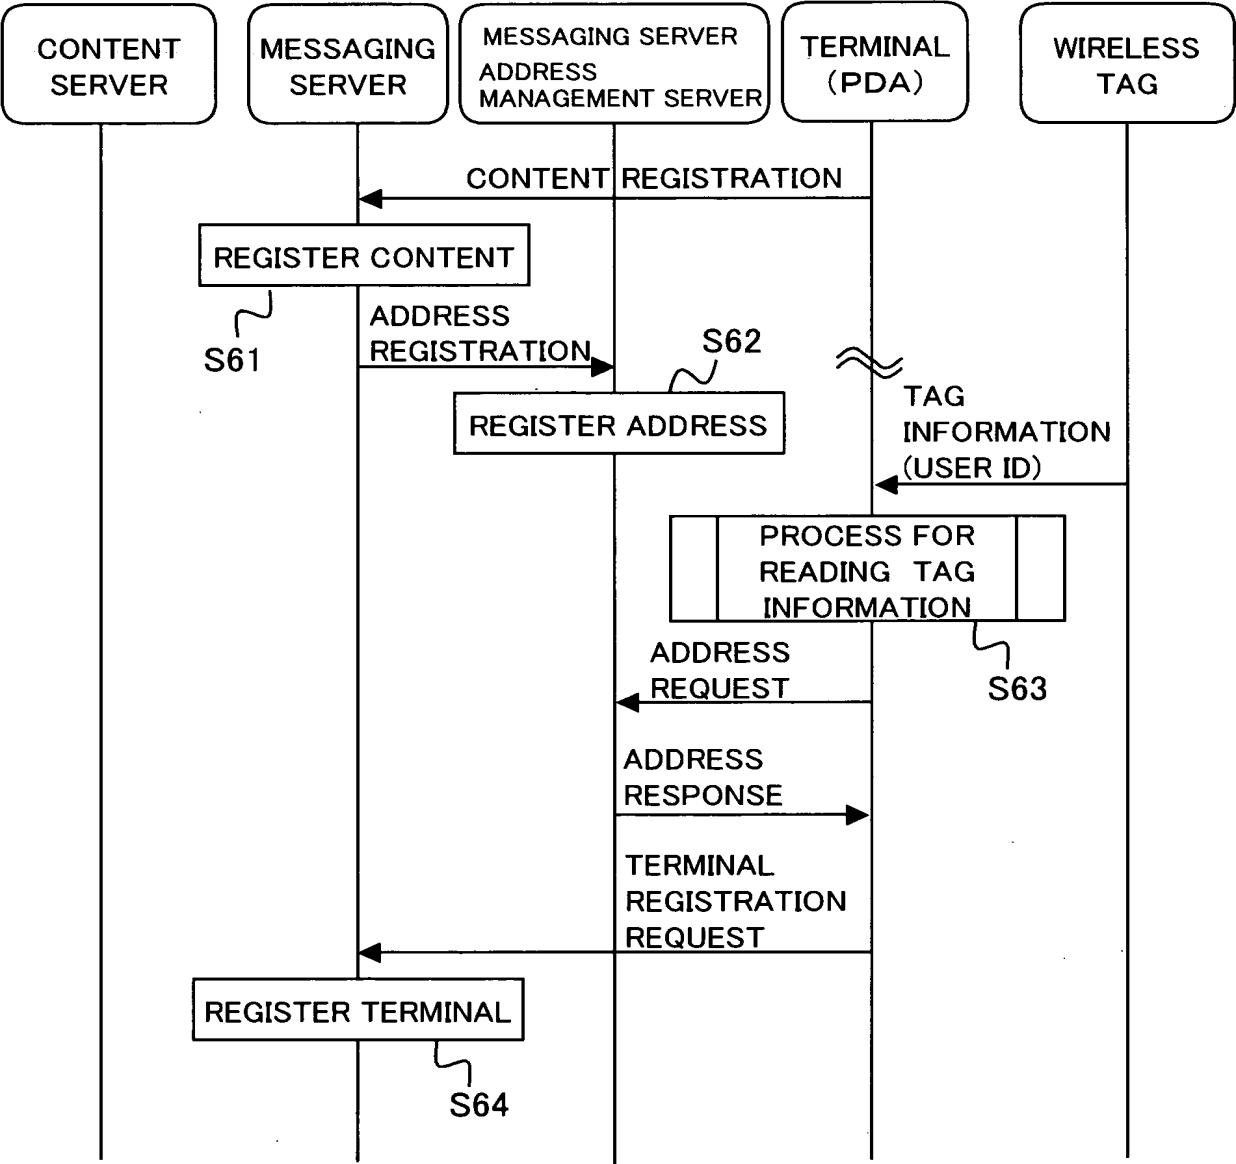 CONTENT
SERVER
MESSAGING
SERVER
MESSAGING SERVER
ADDRESS
MANAGEMENT SERVER
TERMINAL
(PDA)
WIRELESS
TAG
CONTENT REGISTRATION
REGISTER CONTENT
S61
ADDRESS
REGISTRATION
S62
REGISTER ADDRESS
TAG
INFORMATION
(USER ID)
PROCESS FOR
READING TAG
INFORMATION
S63
ADDRESS
REQUEST
ADDRESS
RESPONSE
TERMINAL
REGISTRATION
REQUEST
REGISTER TERMINAL
S64